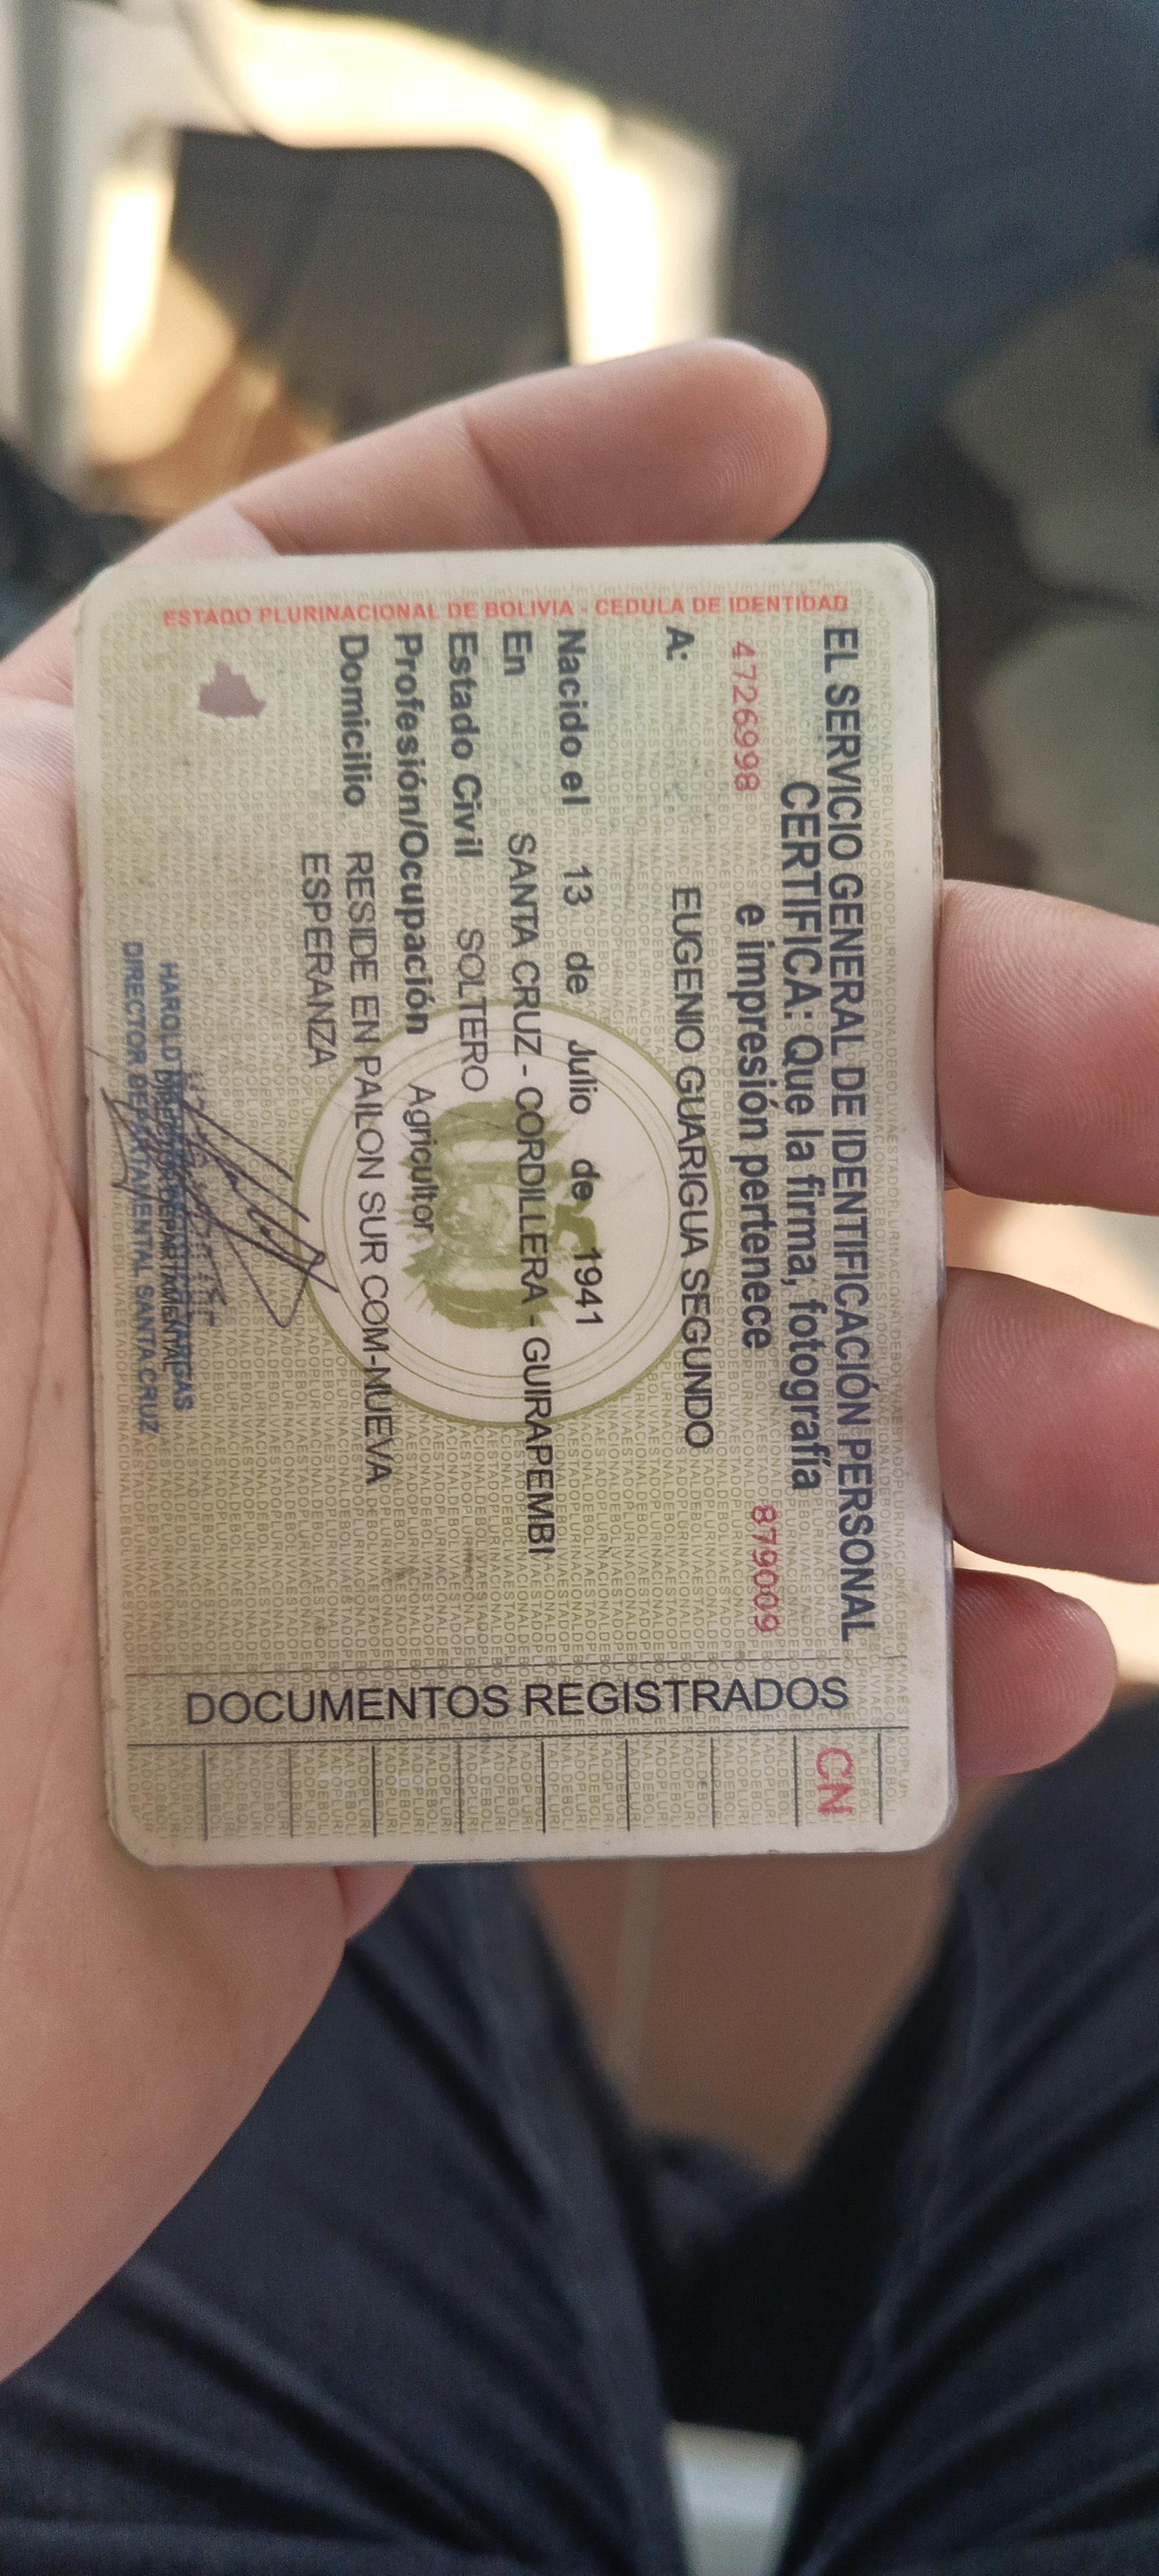 ESTADO PLURINACIONAL DE BOLIVIA - CEDULA DE IDENTIDAD
EL SERVICIO GENERAL DE IDENTIFICACIÓN PERSONAL
CERTIFICA: Que la firma, fotografía
4726998 e impresión pertenece 879009
A: EUGENIO GUARIGUA SEGUNDO
Nacido el 13 de Julio de 1941
En SANTA CRUZ - CORDILLERA - GUIRAPEMBI
Estado Civil SOLTERO
Profesión/Ocupación Agricultor
Domicilio RESIDE EN PAILON SUR COM-NUEVA
ESPERANZA
HAROLD
DIRECTOR DEPARTAMENTAL SANTA CRUZ
DOCUMENTOS REGISTRADOS
CN